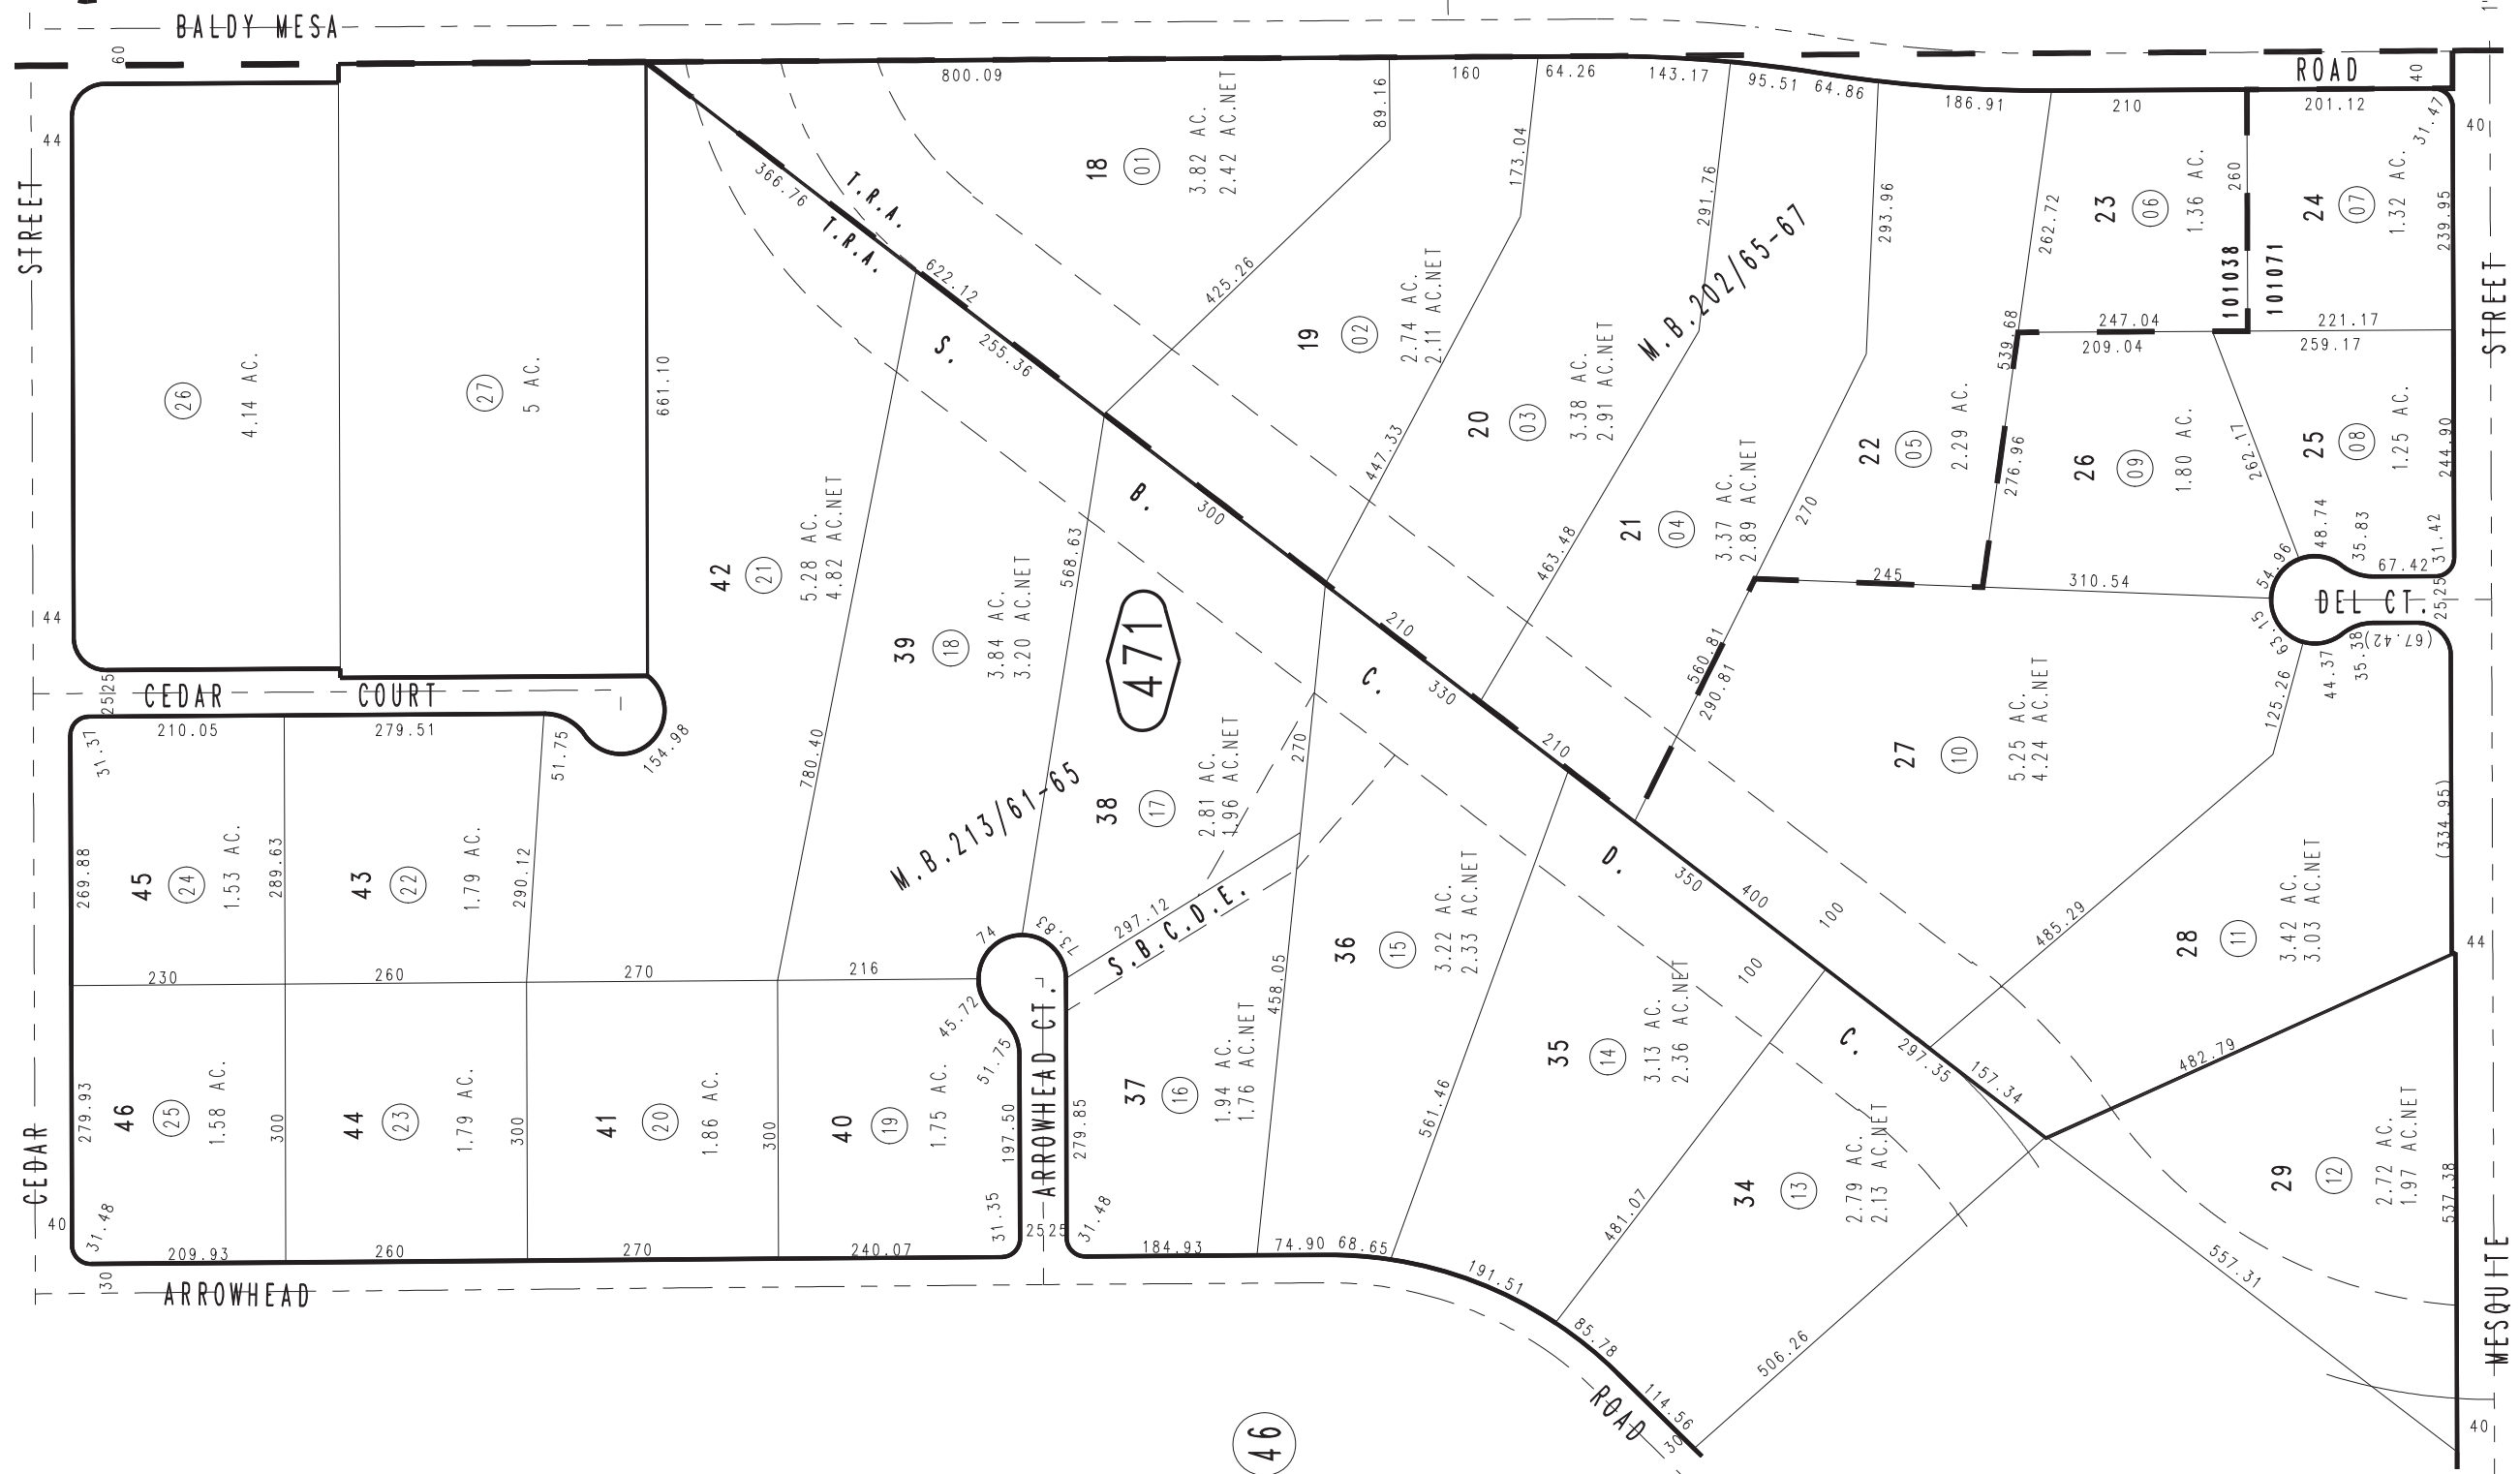 BALDY MESA
ROAD
60
40
STREET
44
44
40
CEDAR
STREET
40
44
40
MESQUITE
800.09
160
64.26
143.17
95.51
64.86
186.91
210
201.12
31.47
26
4.14 AC.
27
5 AC.
661.10
366.76
T.R.A.
T.R.A.
622.12
255.36
S.
B.
C.
D.
C.
18
01
3.82 AC.
2.42 AC.NET
89.16
425.26
19
02
2.74 AC.
2.11 AC.NET
173.04
447.33
20
03
3.38 AC.
2.91 AC.NET
291.76
463.48
M.B.202/65-67
21
04
3.37 AC.
2.89 AC.NET
293.96
270
22
05
2.29 AC.
262.72
539.68
276.96
245
23
06
1.36 AC.
260
247.04
101038
101071
24
07
1.32 AC.
239.95
221.17
209.04
259.17
26
09
1.80 AC.
262.17
25
08
1.25 AC.
244.90
48.74
35.83
31.42
67.42
54.96
310.54
DEL CT.
25
25
63.15
44.37
35.38
(67.42)
125.26
42
21
5.28 AC.
4.82 AC.NET
780.40
39
18
3.84 AC.
3.20 AC.NET
568.63
471
300
210
330
210
350
400
100
100
560.81
290.81
27
10
5.25 AC.
4.24 AC.NET
(334.95)
485.29
28
11
3.42 AC.
3.03 AC.NET
482.79
297.35
157.34
29
12
2.72 AC.
1.97 AC.NET
537.38
557.31
CEDAR COURT
25
25
210.05
279.51
31.37
51.75
154.98
45
24
1.53 AC.
269.88
289.63
43
22
1.79 AC.
290.12
230
260
270
216
M.B.213/61-65
38
17
2.81 AC.
1.96 AC.NET
270
74
73.83
297.12
S.B.C.D.E.
45.72
51.75
46
25
1.58 AC.
279.93
300
44
23
1.79 AC.
300
41
20
1.86 AC.
300
40
19
1.75 AC.
197.50
31.35
ARROWHEAD CT.
25
25
279.85
31.48
37
16
1.94 AC.
1.76 AC.NET
458.05
36
15
3.22 AC.
2.33 AC.NET
561.46
35
14
3.13 AC.
2.36 AC.NET
481.07
34
13
2.79 AC.
2.13 AC.NET
506.26
31.48
209.93
260
270
240.07
184.93
74.90
68.65
191.51
85.78
114.56
30
30
ARROWHEAD
ROAD
46